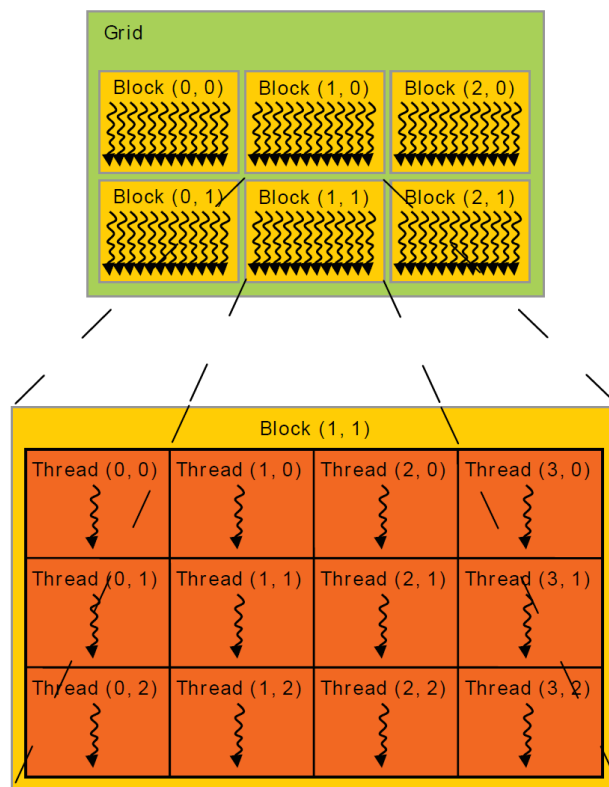 Grid
Block (0, 0) Block (1, 0) Block (2, 0)
Block (0, 1) Block (1, 1) Block (2, 1)
Block (1, 1)
Thread (0, 0) Thread (1, 0) Thread (2, 0) Thread (3, 0)
Thread (0, 1) Thread (1, 1) Thread (2, 1) Thread (3, 1)
Thread (0, 2) Thread (1, 2) Thread (2, 2) Thread (3, 2)